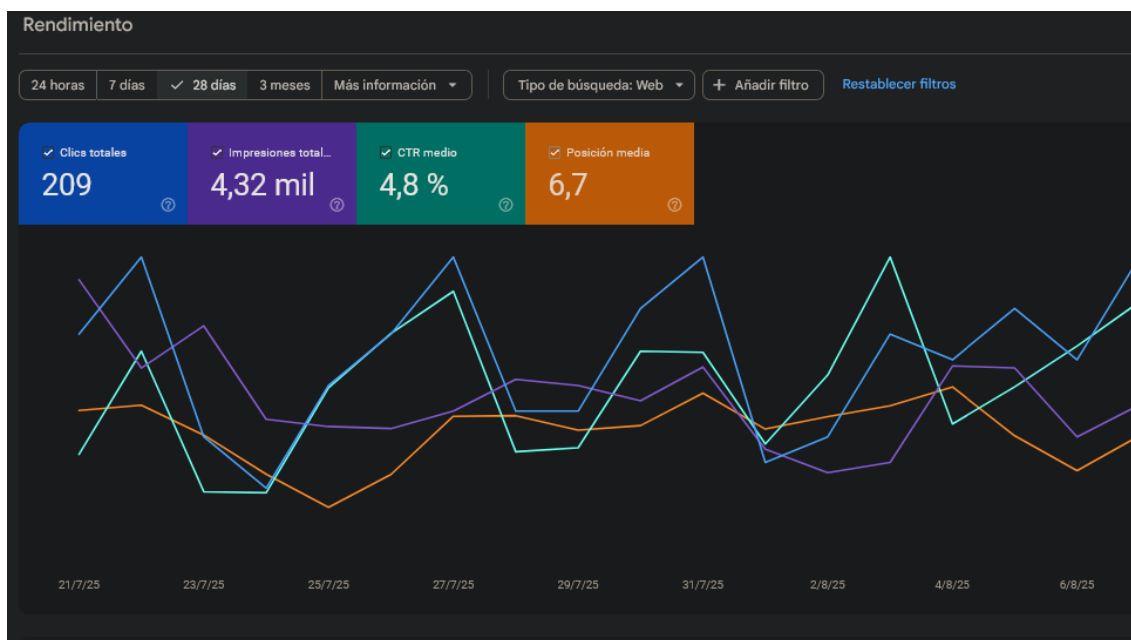 Rendimiento
24 horas 7 días 28 días 3 meses Más información Tipo de búsqueda: Web + Añadir filtro Restablecer filtros
Clics totales Impresiones total... CTR medio Posición media
209 4,32 mil 4,8 % 6,7
21/7/25 23/7/25 25/7/25 27/7/25 29/7/25 31/7/25 2/8/25 4/8/25 6/8/25